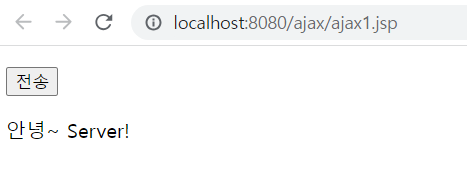 localhost:8080/ajax/ajax1.jsp
전송
안녕~ Server!